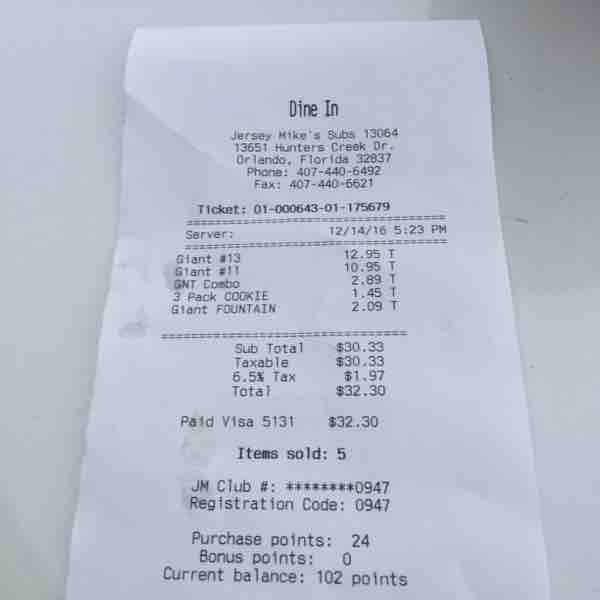 Dine In
Jersey Mike's Subs 13064
13651 Hunters Creek Dr.
Orlando, Florida 32837
Phone: 407-440-6492
Fax: 407-440-6621
Ticket: 01-000643-01-175679
Server: 12/14/16 5:23 PM
Giant #13 12.95 T
Giant #11 10.95 T
GNT Combo 2.89 T
3 Pack COOKIE 1.45 T
Giant FOUNTAIN 2.09 T
Sub Total $30.33
Taxable $30.33
6.5% Tax $1.97
Total $32.30
Paid Visa 5131 $32.30
Items sold: 5
JM Club #: ********0947
Registration Code: 0947
Purchase points: 24
Bonus points: 0
Current balance: 102 points